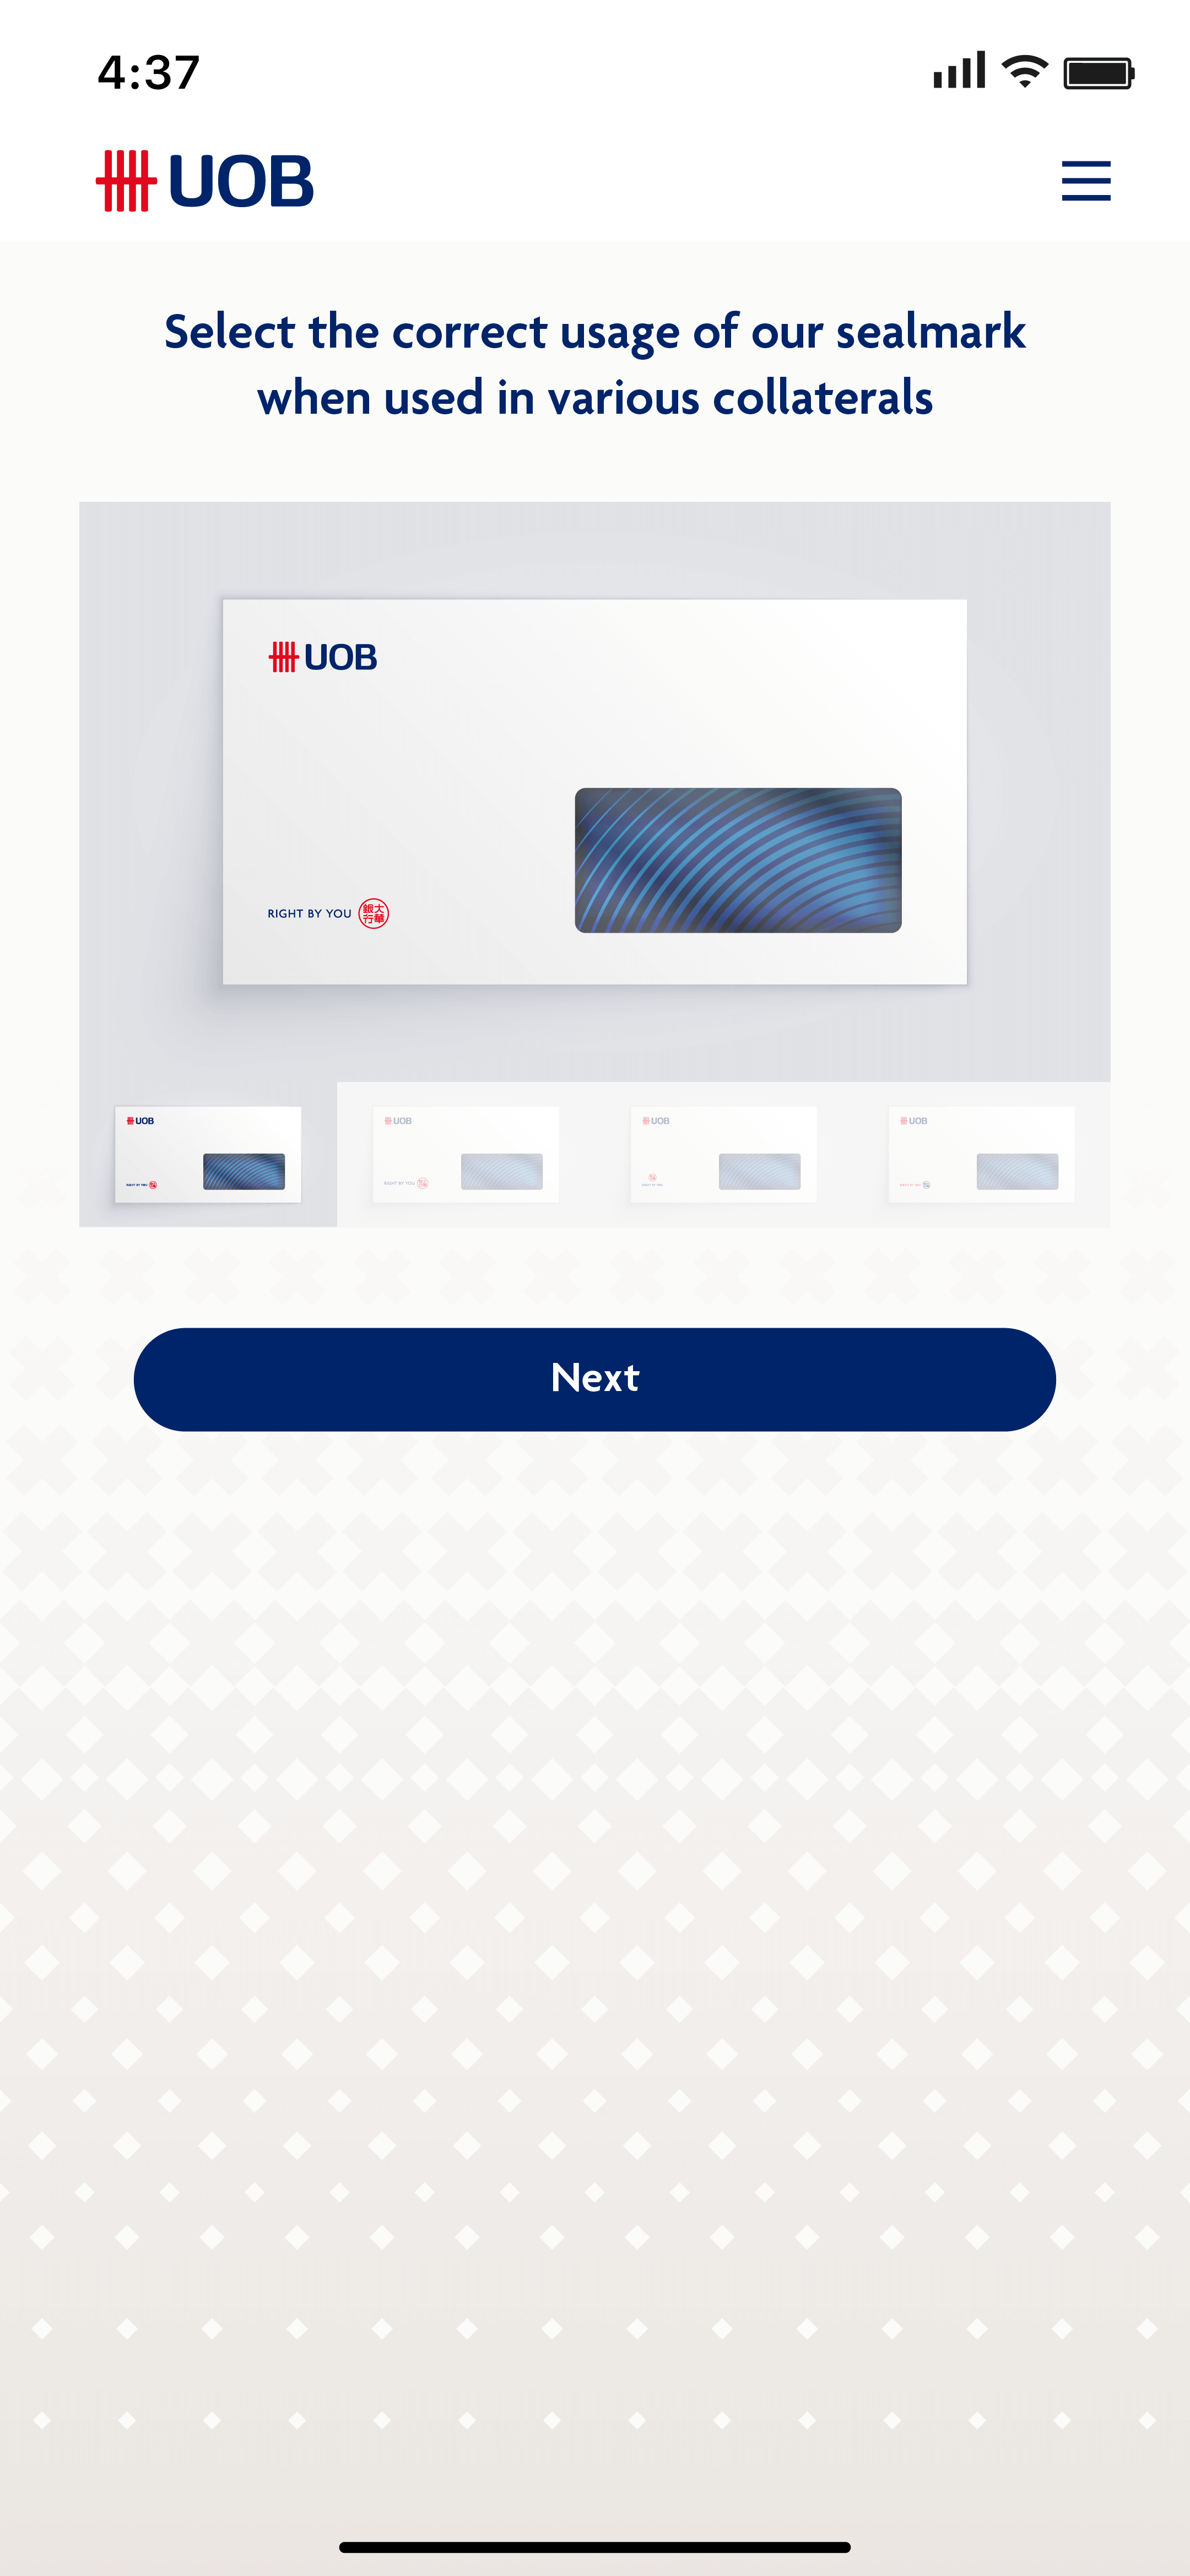 4:37
UOB
Select the correct usage of our sealmark
when used in various collaterals
UOB
RIGHT BY YOU 銀大
行華
UOB
UOB
UOB
UOB
RIGHT BY YOU
RIGHT BY YOU
RIGHT BY YOU
RIGHT BY YOU
Next